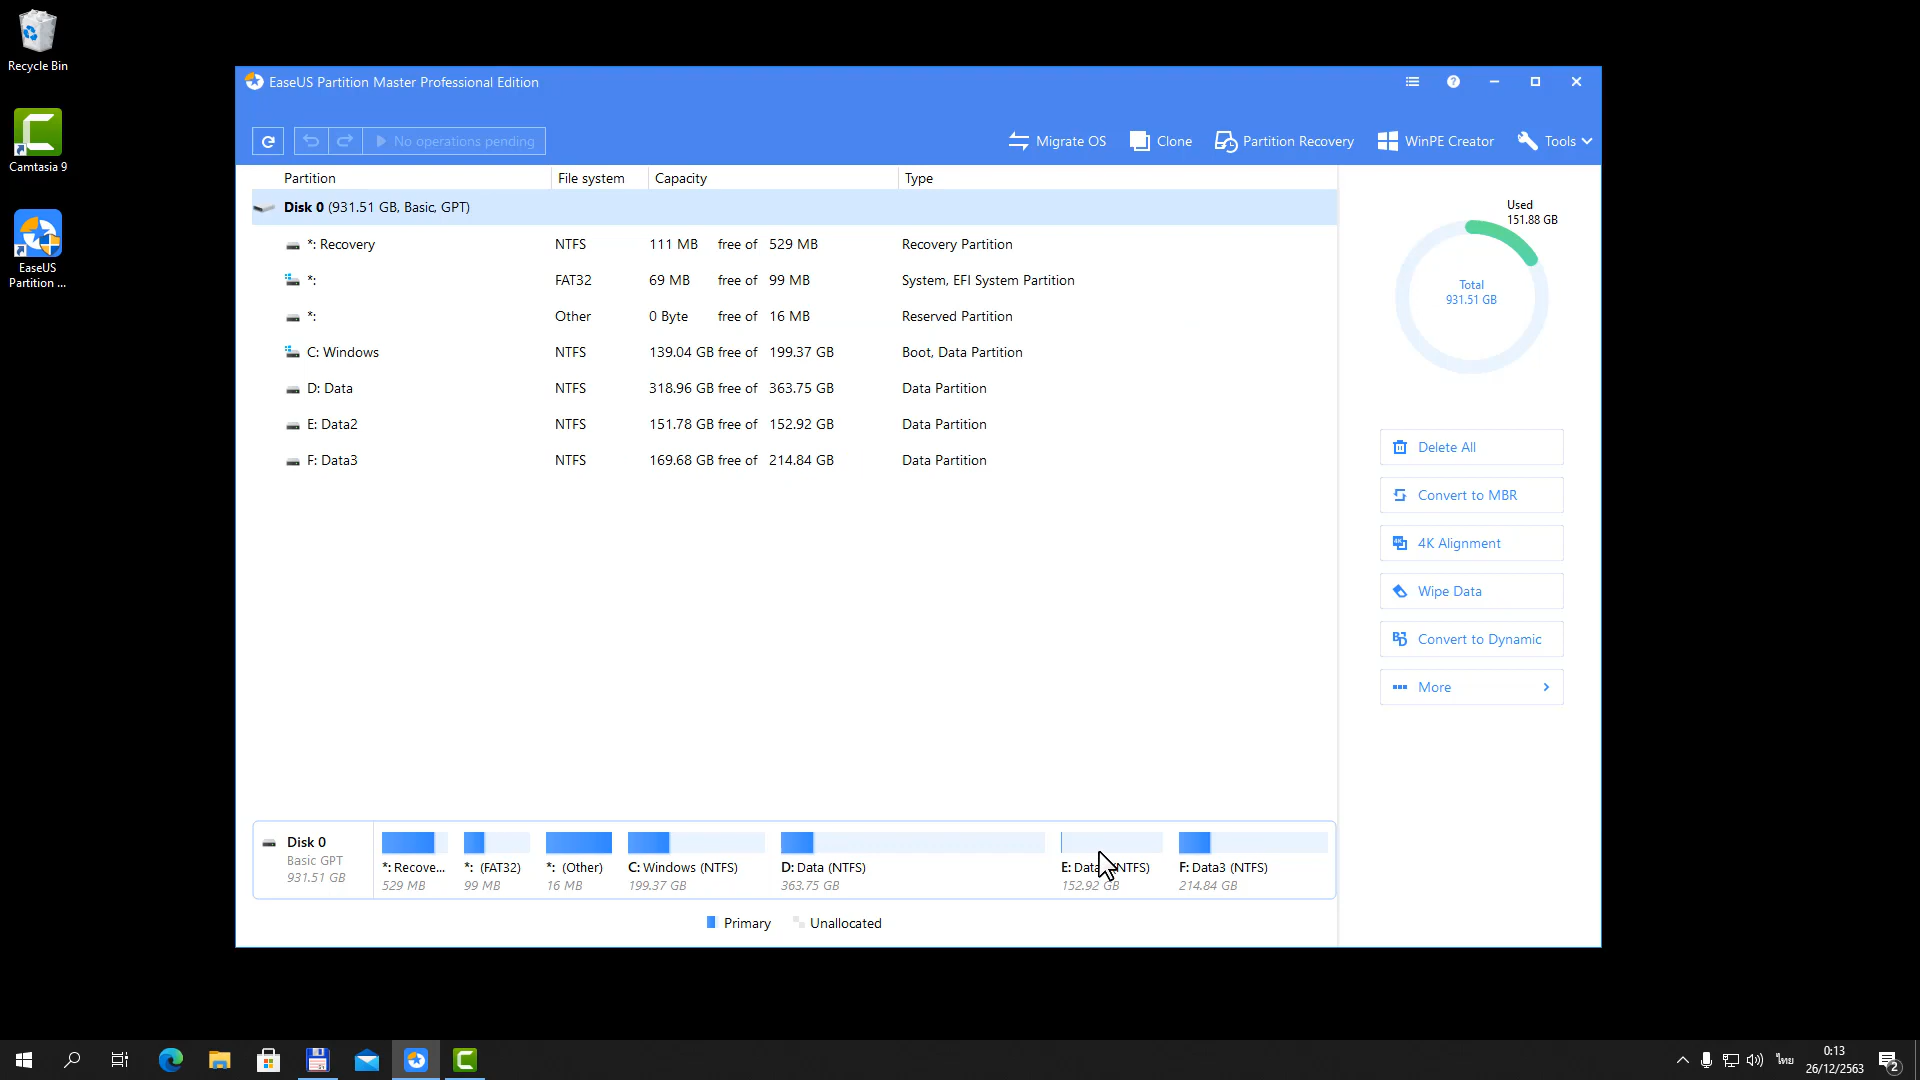 Recycle Bin
Camtasia 9
EaseUS
Partition ...
EaseUS Partition Master Professional Edition
No operations pending
Migrate OS
Clone
Partition Recovery
WinPE Creator
Tools
Partition File system Capacity Type
Disk 0 (931.51 GB, Basic, GPT)
*: Recovery NTFS 111 MB free of 529 MB Recovery Partition
*: FAT32 69 MB free of 99 MB System, EFI System Partition
*: Other 0 Byte free of 16 MB Reserved Partition
C: Windows NTFS 139.04 GB free of 199.37 GB Boot, Data Partition
D: Data NTFS 318.96 GB free of 363.75 GB Data Partition
E: Data2 NTFS 151.78 GB free of 152.92 GB Data Partition
F: Data3 NTFS 169.68 GB free of 214.84 GB Data Partition
Used
151.88 GB
Total
931.51 GB
Delete All
Convert to MBR
4K Alignment
Wipe Data
Convert to Dynamic
More
Disk 0
Basic GPT
931.51 GB
*: Recove...
529 MB
*: (FAT32)
99 MB
*: (Other)
16 MB
C: Windows (NTFS)
199.37 GB
D: Data (NTFS)
363.75 GB
E: Data (NTFS)
152.92 GB
F: Data3 (NTFS)
214.84 GB
Primary
Unallocated
ไทย
0:13
26/12/2563
2